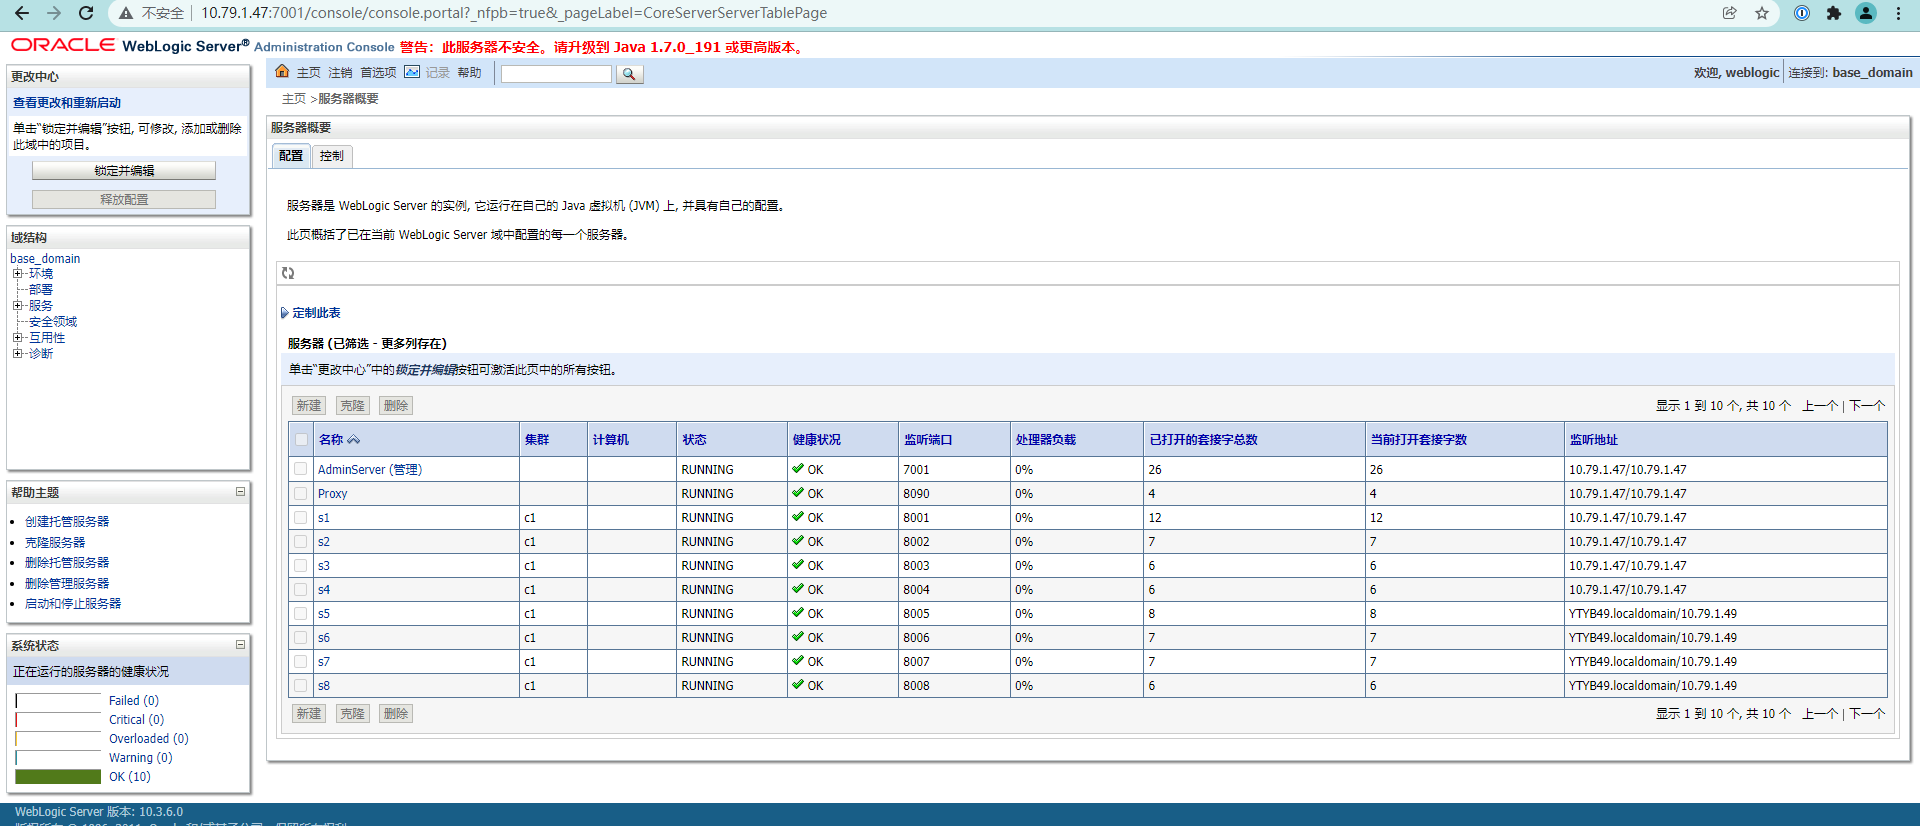 不安全 10.79.1.47:7001/console/console.portal?_nfpb=true&_pageLabel=CoreServerServerTablePage
ORACLE WebLogic Server® Administration Console 警告：此服务器不安全。请升级到 Java 1.7.0_191 或更高版本。
更改中心
查看更改和重新启动
单击“锁定并编辑”按钮, 可修改, 添加或删除
此域中的项目。
锁定并编辑
释放配置
域结构
base_domain
环境
部署
服务
安全领域
互用性
诊断
帮助主题
创建托管服务器
克隆服务器
删除托管服务器
删除管理服务器
启动和停止服务器
系统状态
正在运行的服务器的健康状况
Failed (0)
Critical (0)
Overloaded (0)
Warning (0)
OK (10)
主页 注销 首选项 记录 帮助
欢迎, weblogic 连接到: base_domain
主页 >服务器概要
服务器概要
配置 控制
服务器是 WebLogic Server 的实例, 它运行在自己的 Java 虚拟机 (JVM) 上, 并具有自己的配置。
此页概括了已在当前 WebLogic Server 域中配置的每一个服务器。
定制此表
服务器 (已筛选 - 更多列存在)
单击“更改中心”中的锁定并编辑按钮可激活此页中的所有按钮。
新建 克隆 删除 显示 1 到 10 个, 共 10 个 上一个 | 下一个
名称 集群 计算机 状态 健康状况 监听端口 处理器负载 已打开的套接字总数 当前打开套接字数 监听地址
AdminServer (管理) RUNNING OK 7001 0% 26 26 10.79.1.47/10.79.1.47
Proxy RUNNING OK 8090 0% 4 4 10.79.1.47/10.79.1.47
s1 c1 RUNNING OK 8001 0% 12 12 10.79.1.47/10.79.1.47
s2 c1 RUNNING OK 8002 0% 7 7 10.79.1.47/10.79.1.47
s3 c1 RUNNING OK 8003 0% 6 6 10.79.1.47/10.79.1.47
s4 c1 RUNNING OK 8004 0% 6 6 10.79.1.47/10.79.1.47
s5 c1 RUNNING OK 8005 0% 8 8 YTYB49.localdomain/10.79.1.49
s6 c1 RUNNING OK 8006 0% 7 7 YTYB49.localdomain/10.79.1.49
s7 c1 RUNNING OK 8007 0% 7 7 YTYB49.localdomain/10.79.1.49
s8 c1 RUNNING OK 8008 0% 6 6 YTYB49.localdomain/10.79.1.49
新建 克隆 删除 显示 1 到 10 个, 共 10 个 上一个 | 下一个
WebLogic Server 版本: 10.3.6.0